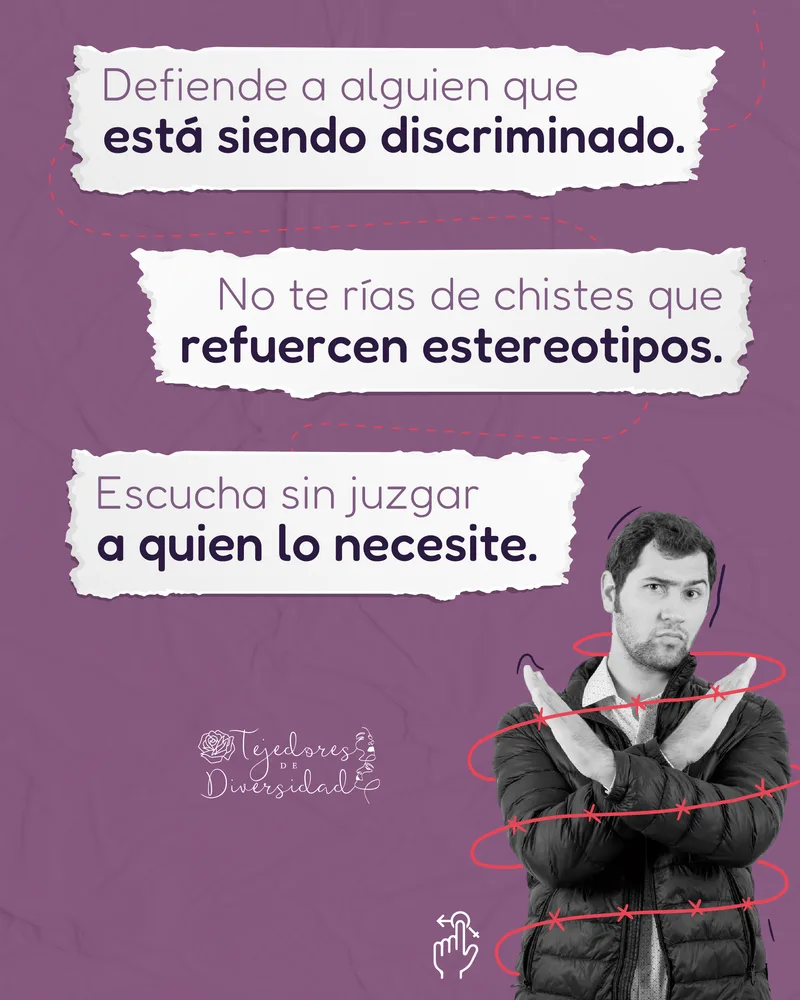 Defiende a alguien que
está siendo discriminado.
No te rías de chistes que
refuercen estereotipos.
Escucha sin juzgar
a quien lo necesite.
Tejedores
DE
Diversidad